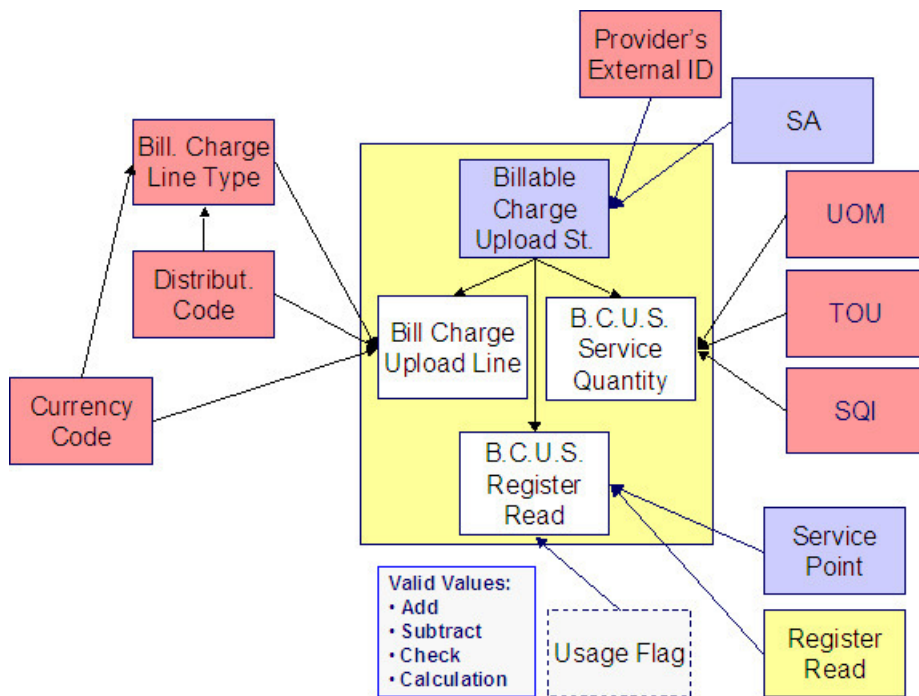 Provider's
External ID
SA
Bill. Charge
Line Type
Billable
Charge
Upload St.
UOM
Distribut.
Code
TOU
Bill Charge
Upload Line
B.C.U.S.
Service
Quantity
Currency
Code
SQI
B.C.U.S.
Register
Read
Service
Point
Valid Values:
• Add
• Subtract
• Check
• Calculation
Usage Flag
Register
Read